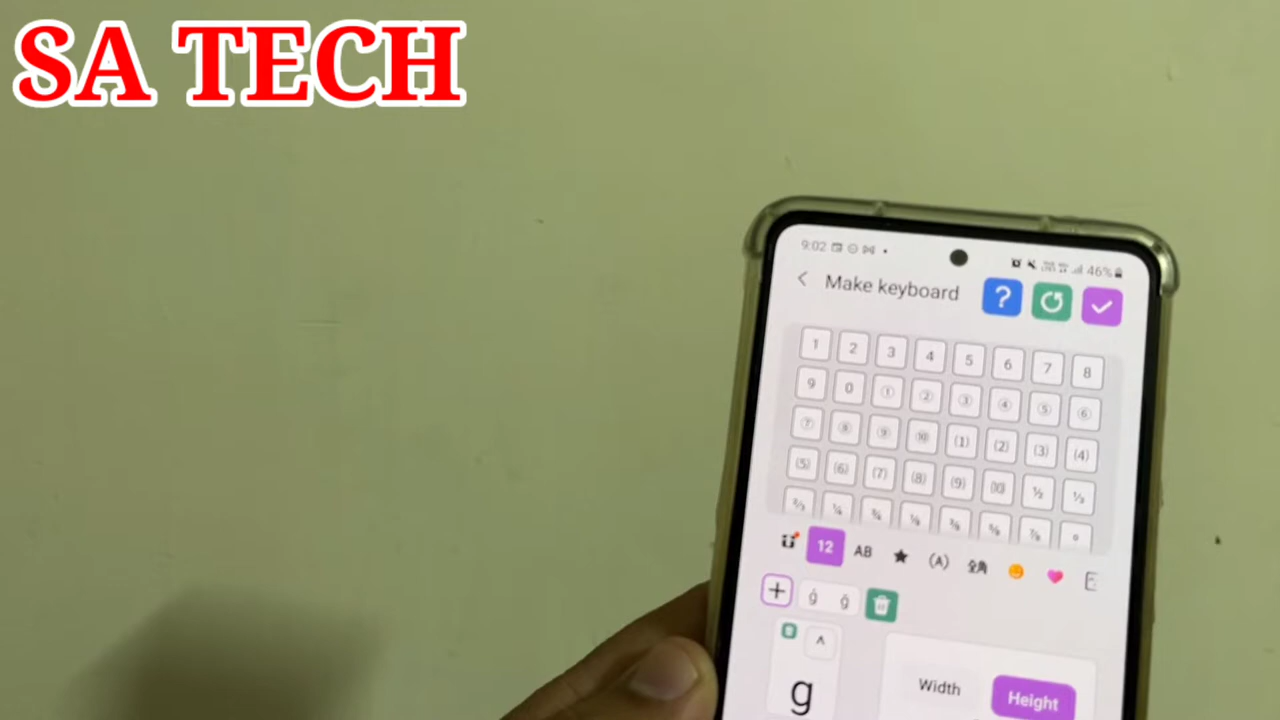 SA TECH
9:02 46%
Make keyboard ?
1 2 3 4 5 6 7 8
9 0 ① ② ③ ④ ⑤ ⑥
⑦ ⑧ ⑨ ⑩ ⑴ ⑵ ⑶ ⑷
⑸ ⑹ ⑺ ⑻ ⑼ ⑽ ½ ⅓
12 AB ★ (A) 全角
+ ģ ğ
^
g
Width Height